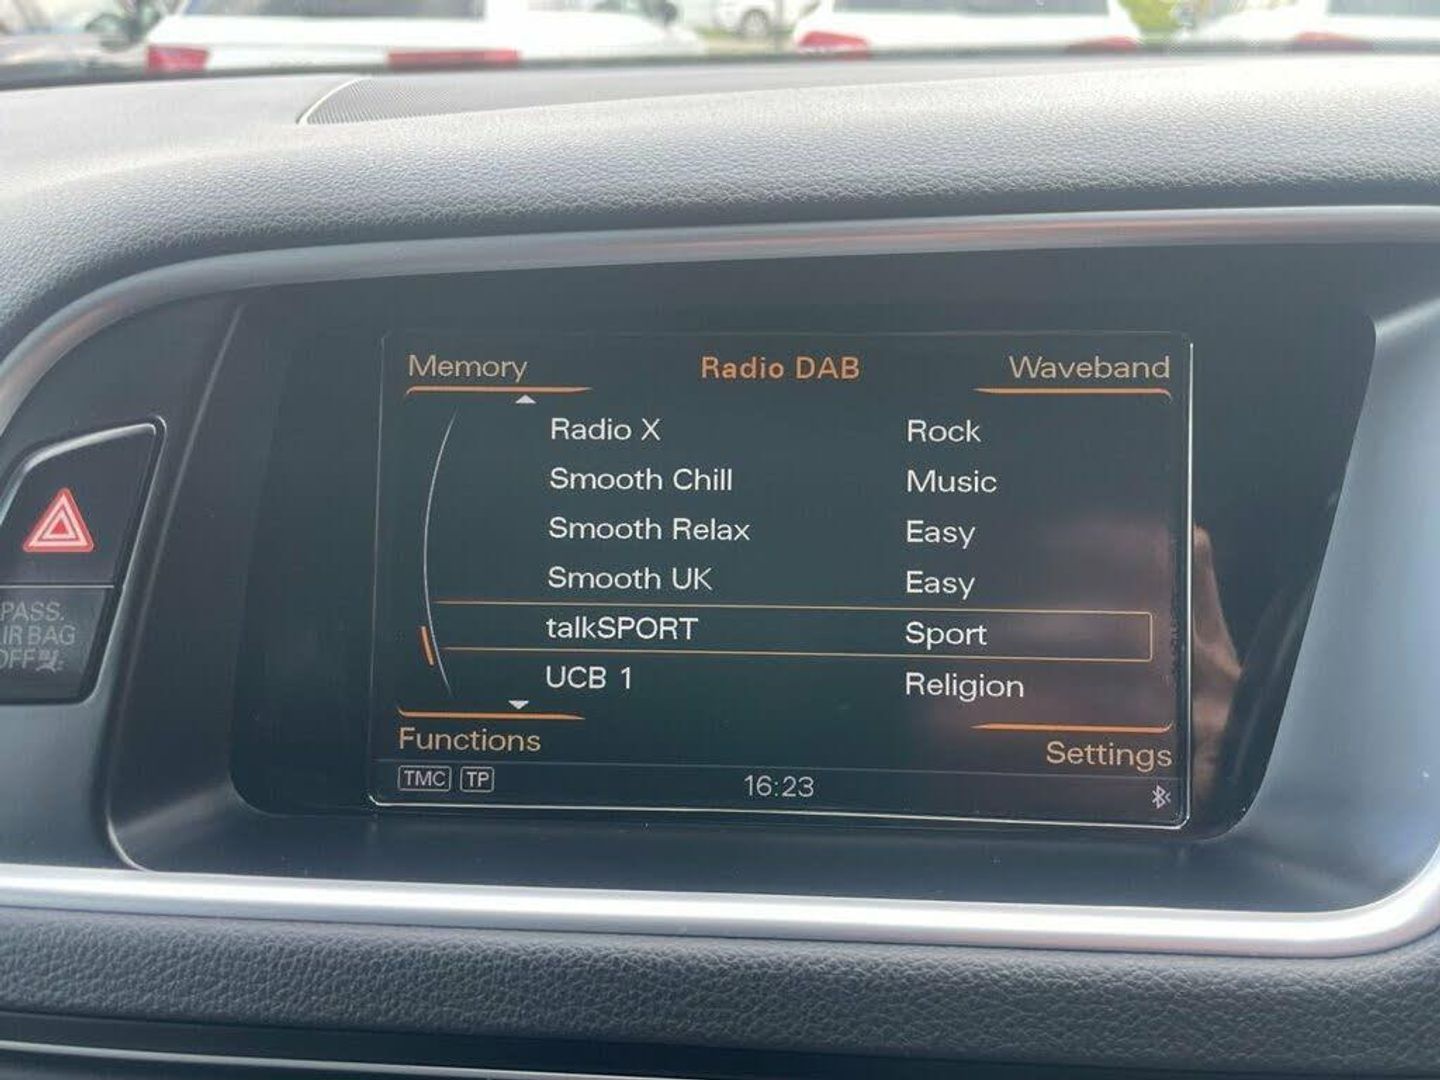 Memory Radio DAB Waveband
Radio X Rock
Smooth Chill Music
Smooth Relax Easy
Smooth UK Easy
talkSPORT Sport
UCB 1 Religion
Functions Settings
TMC TP 16:23
PASS.
IR BAG
OFF